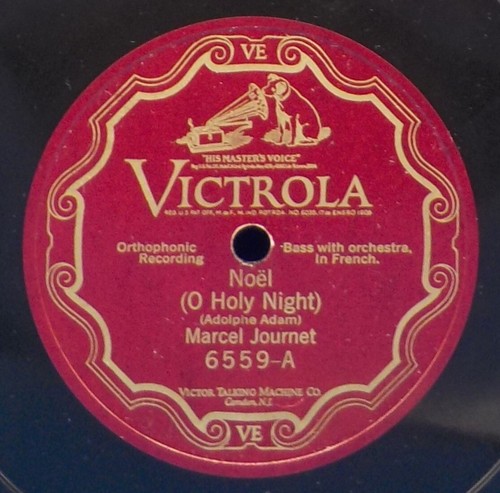 VE
"HIS MASTER'S VOICE"
VICTROLA
Orthophonic
Recording
Bass with orchestra,
In French.
Noël
(O Holy Night)
(Adolphe Adam)
Marcel Journet
6559-A
VICTOR TALKING MACHINE CO.
Camden, N.J.
VE